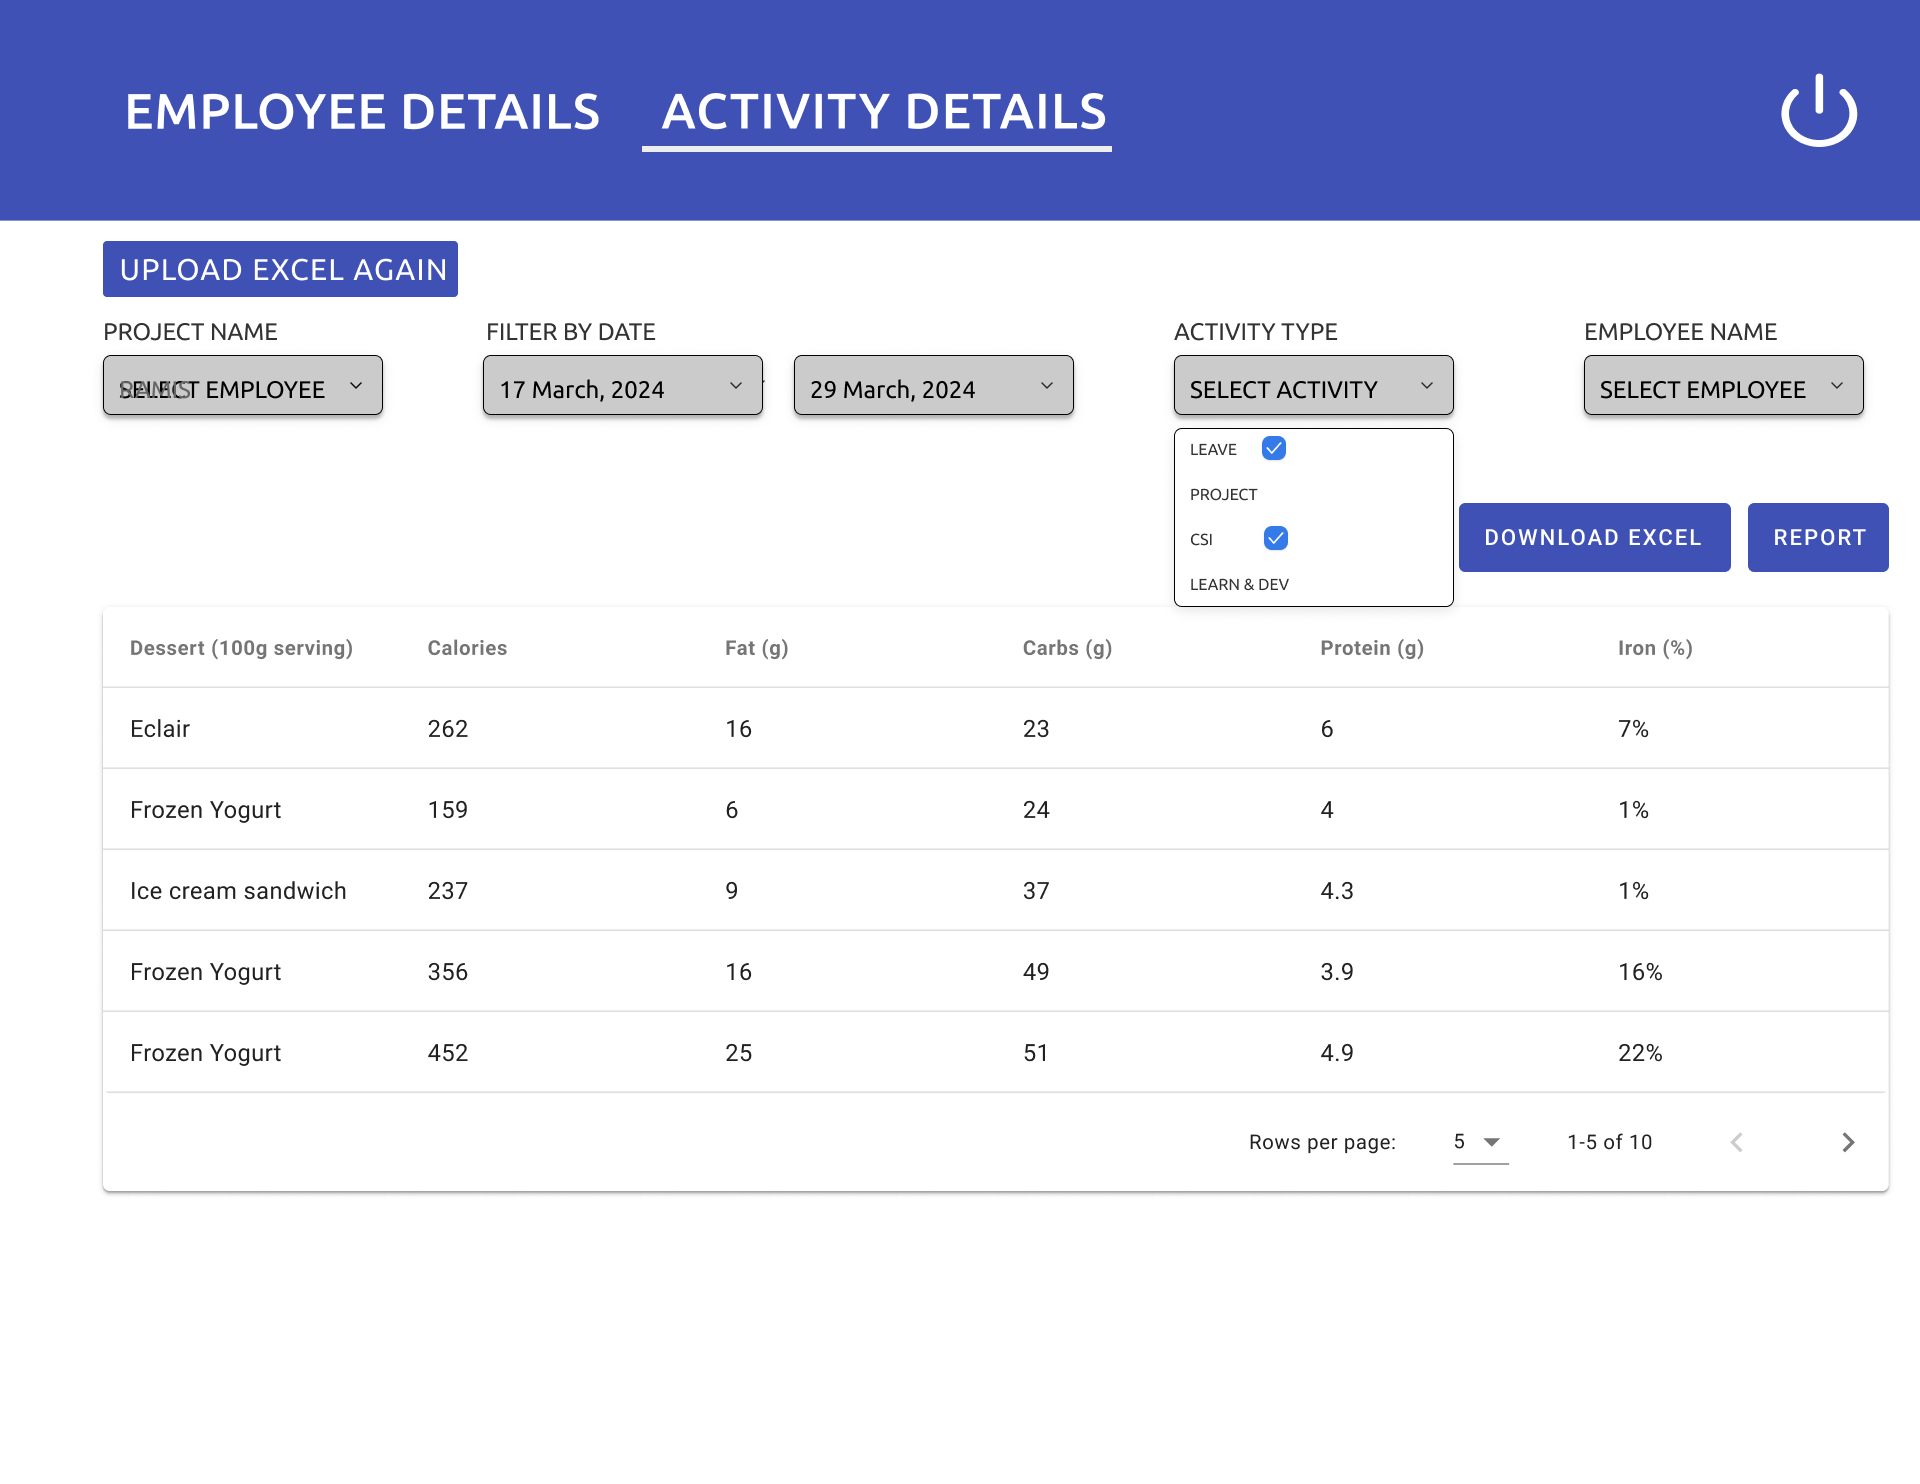 EMPLOYEE DETAILS ACTIVITY DETAILS
UPLOAD EXCEL AGAIN
PROJECT NAME FILTER BY DATE ACTIVITY TYPE EMPLOYEE NAME
SELECT EMPLOYEE 17 March, 2024 29 March, 2024 SELECT ACTIVITY SELECT EMPLOYEE
LEAVE
PROJECT
CSI
LEARN & DEV
DOWNLOAD EXCEL REPORT
Dessert (100g serving) Calories Fat (g) Carbs (g) Protein (g) Iron (%)
Eclair 262 16 23 6 7%
Frozen Yogurt 159 6 24 4 1%
Ice cream sandwich 237 9 37 4.3 1%
Frozen Yogurt 356 16 49 3.9 16%
Frozen Yogurt 452 25 51 4.9 22%
Rows per page: 5 1-5 of 10